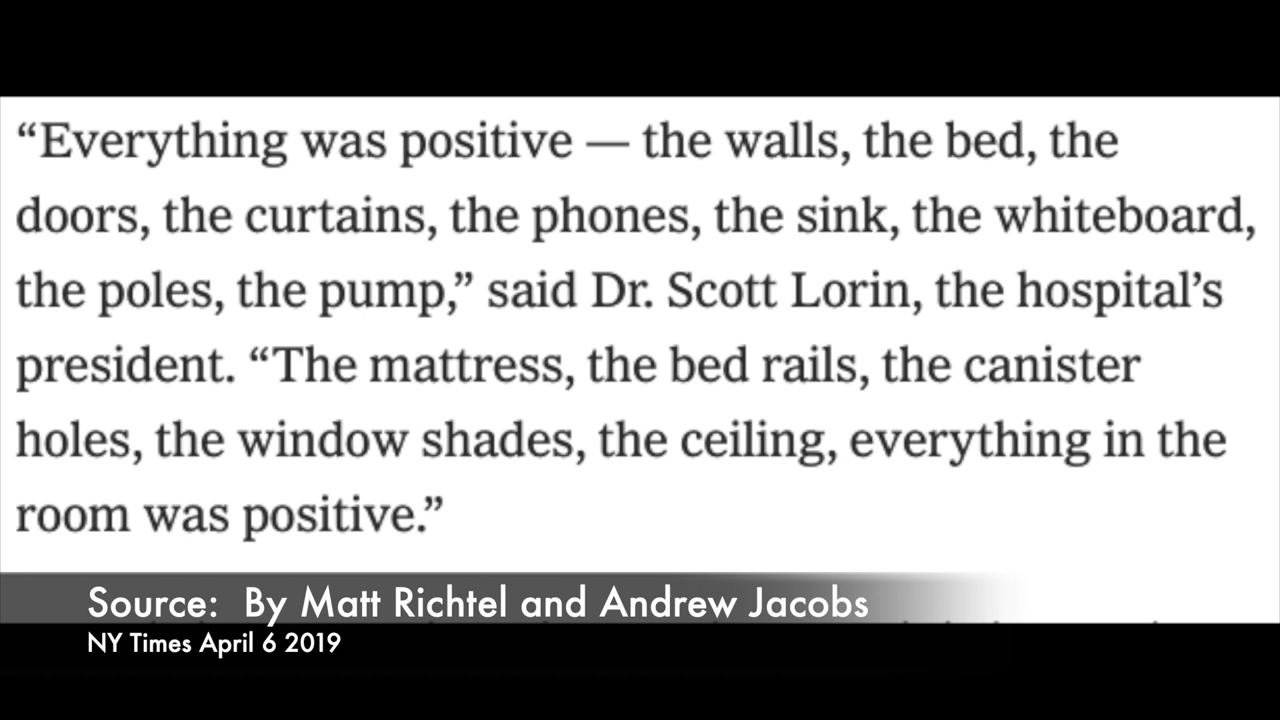 “Everything was positive — the walls, the bed, the
doors, the curtains, the phones, the sink, the whiteboard,
the poles, the pump,” said Dr. Scott Lorin, the hospital’s
president. “The mattress, the bed rails, the canister
holes, the window shades, the ceiling, everything in the
room was positive.”
Source:  By Matt Richtel and Andrew Jacobs
NY Times April 6 2019